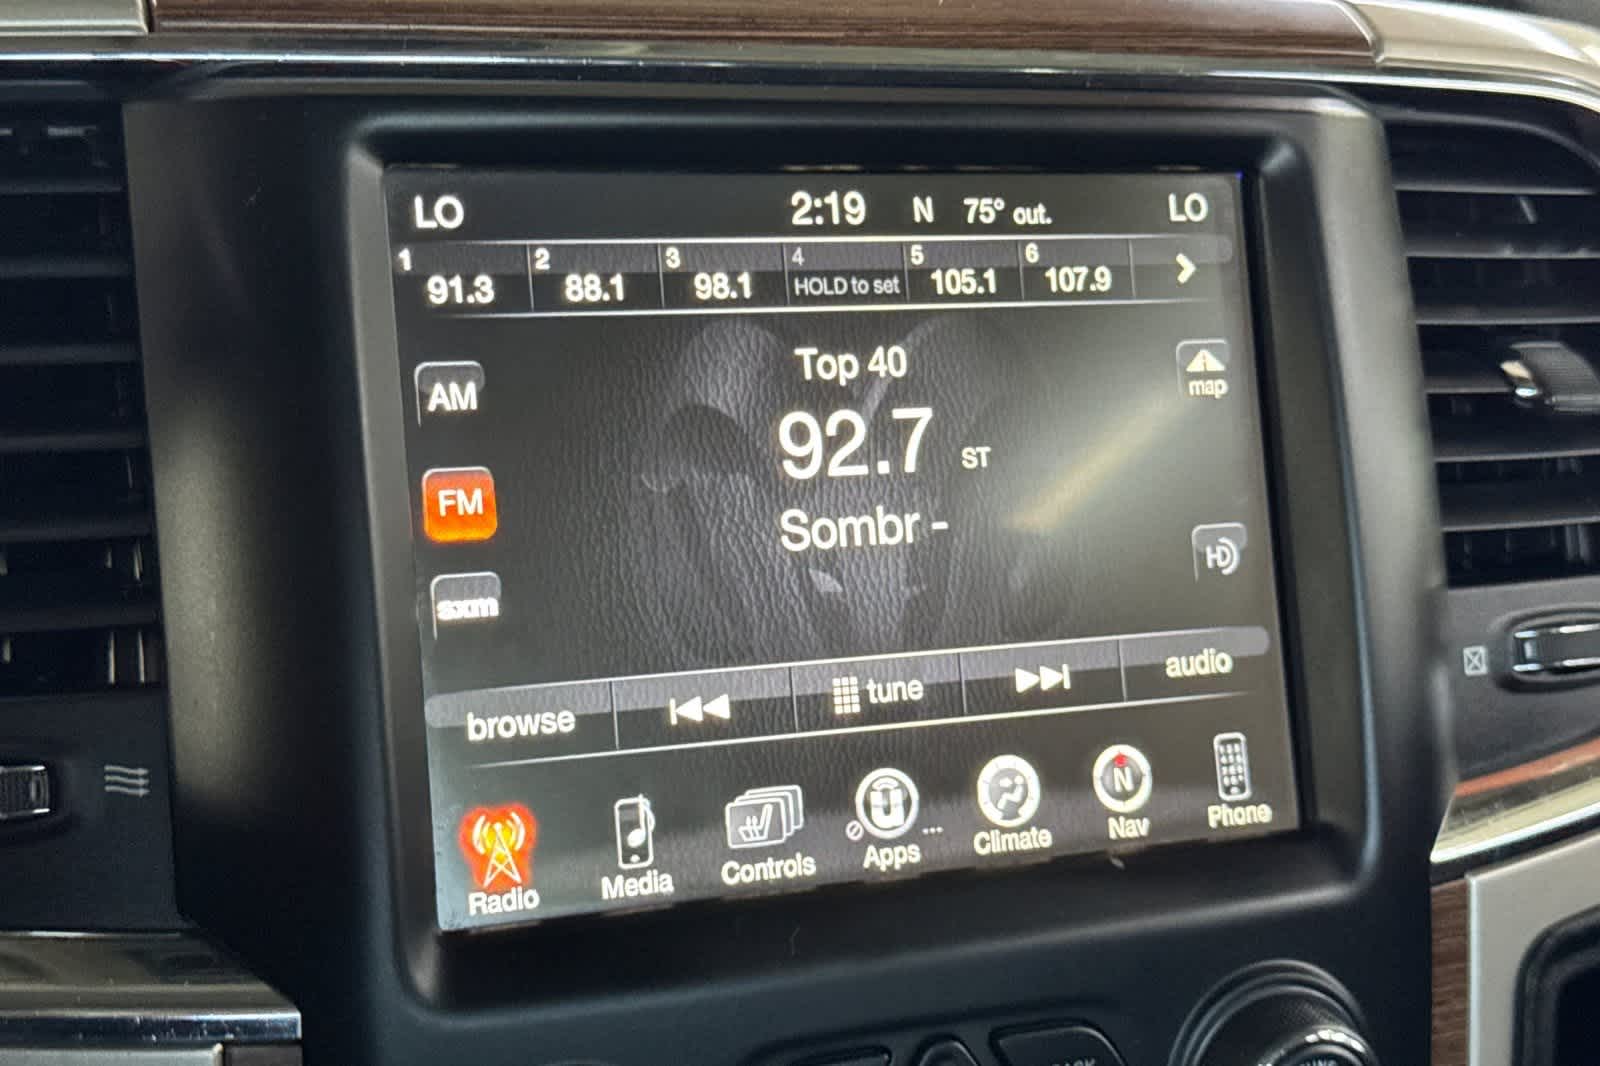 LO 2:19 N 75° out. LO
1 91.3 2 88.1 3 98.1 4 HOLD to set 5 105.1 6 107.9
Top 40
map
AM
92.7 ST
FM
Sombr -
HD
sxm
browse tune audio
Radio Media Controls Apps ... Climate N Nav Phone